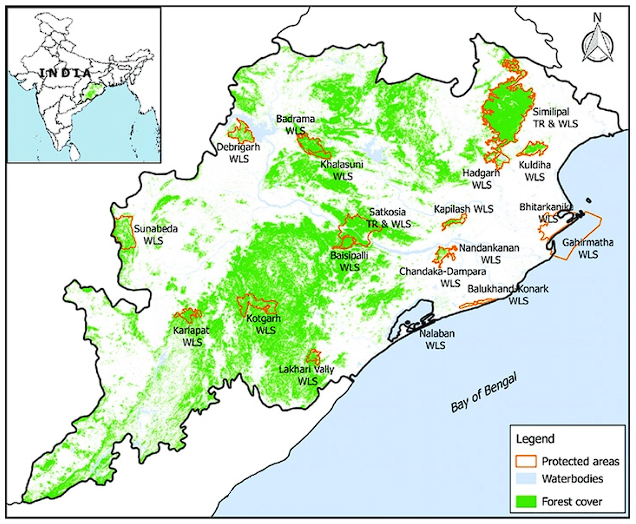 INDIA
N
Similipal
TR & WLS
Badrama
WLS
Debrigarh
WLS
Khalasuni
WLS
Hadgarh
WLS
Kuldiha
WLS
Sunabeda
WLS
Satkosia
TR & WLS
Kapilash WLS
Bhitarkanika
WLS
Gahirmatha
WLS
Baisipalli
WLS
Nandankanan
WLS
Chandaka-Dampara
WLS
Balukhand Konark
WLS
Karlapat
WLS
Kotgarh
WLS
Nalaban
WLS
Lakhari Vally
WLS
Bay of Bengal
Legend
Protected areas
Waterbodies
Forest cover